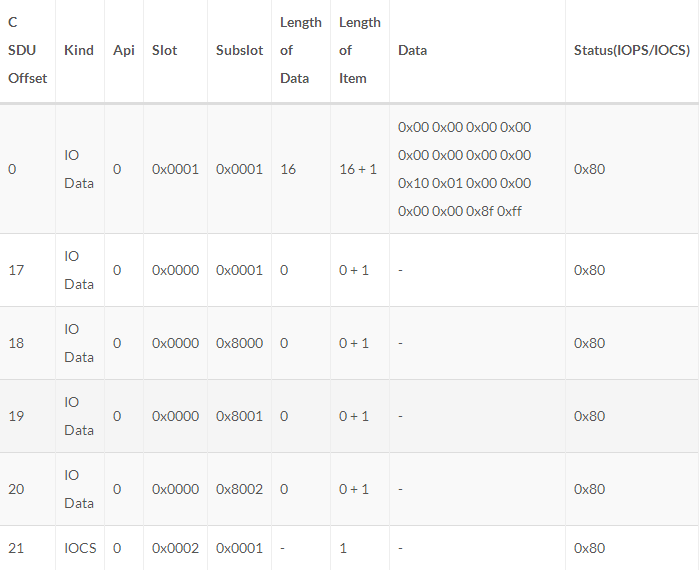 C SDU Offset Kind Api Slot Subslot Length of Data Length of Item Data Status(IOPS/IOCS)
0 IO Data 0 0x0001 0x0001 16 16 + 1 0x00 0x00 0x00 0x00 0x00 0x00 0x00 0x00 0x10 0x01 0x00 0x00 0x00 0x00 0x8f 0xff 0x80
17 IO Data 0 0x0000 0x0001 0 0 + 1 - 0x80
18 IO Data 0 0x0000 0x8000 0 0 + 1 - 0x80
19 IO Data 0 0x0000 0x8001 0 0 + 1 - 0x80
20 IO Data 0 0x0000 0x8002 0 0 + 1 - 0x80
21 IOCS 0 0x0002 0x0001 - 1 - 0x80